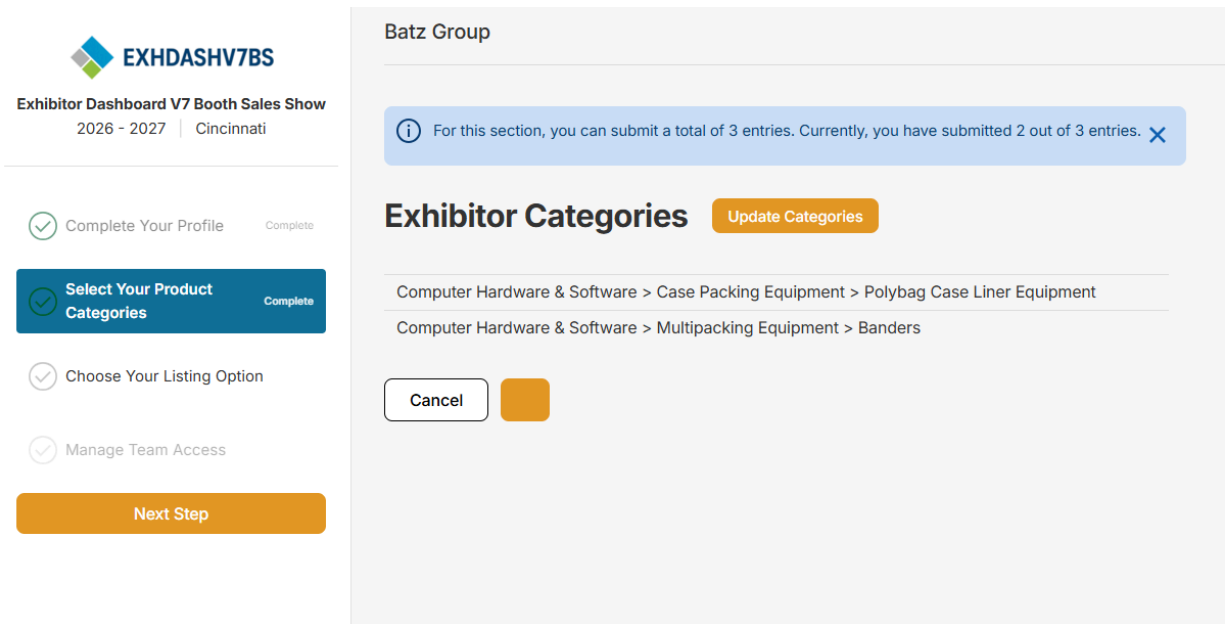 EXHDASHV7BS
Exhibitor Dashboard V7 Booth Sales Show
2026 - 2027 | Cincinnati
Complete Your Profile Complete
Select Your Product
Categories Complete
Choose Your Listing Option
Manage Team Access
Next Step
Batz Group
For this section, you can submit a total of 3 entries. Currently, you have submitted 2 out of 3 entries.
Exhibitor Categories Update Categories
Computer Hardware & Software > Case Packing Equipment > Polybag Case Liner Equipment
Computer Hardware & Software > Multipacking Equipment > Banders
Cancel